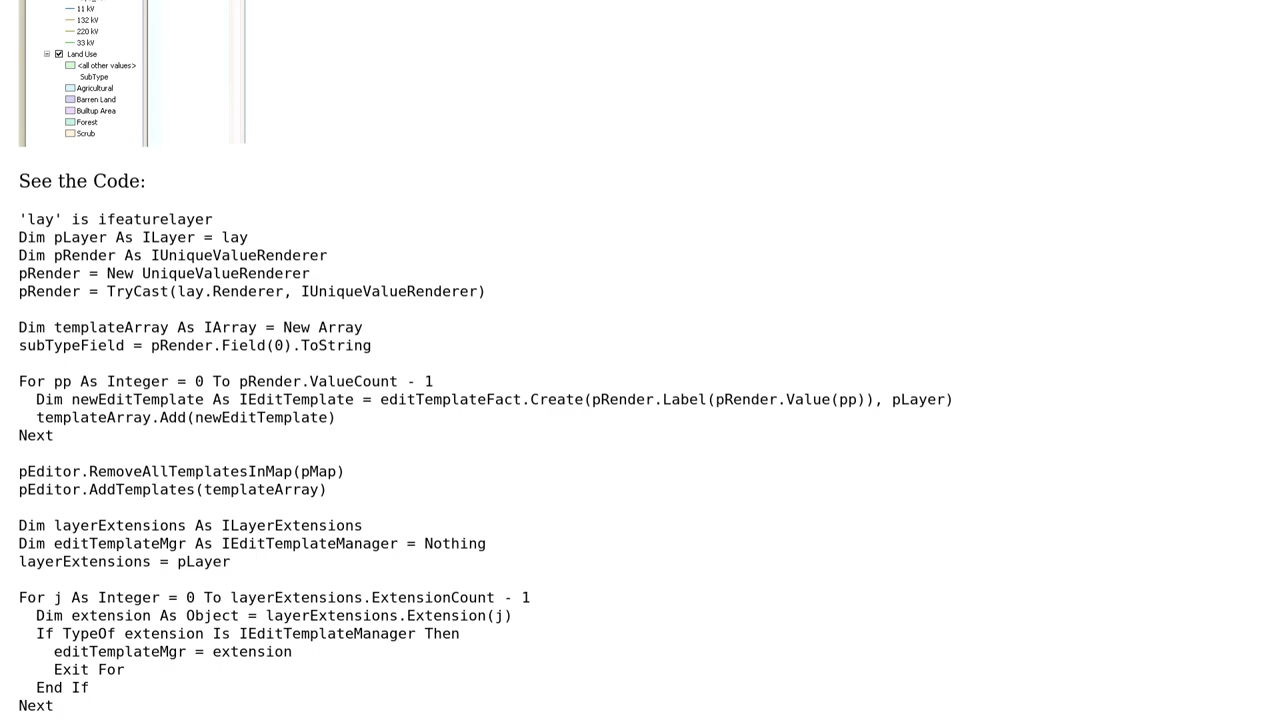 11 kV
132 kV
220 kV
33 kV
Land Use
<all other values>
SubType
Agricultural
Barren Land
Builtup Area
Forest
Scrub
See the Code:
'lay' is ifeaturelayer
Dim pLayer As ILayer = lay
Dim pRender As IUniqueValueRenderer
pRender = New UniqueValueRenderer
pRender = TryCast(lay.Renderer, IUniqueValueRenderer)
Dim templateArray As IArray = New Array
subTypeField = pRender.Field(0).ToString
For pp As Integer = 0 To pRender.ValueCount - 1
Dim newEditTemplate As IEditTemplate = editTemplateFact.Create(pRender.Label(pRender.Value(pp)), pLayer)
templateArray.Add(newEditTemplate)
Next
pEditor.RemoveAllTemplatesInMap(pMap)
pEditor.AddTemplates(templateArray)
Dim layerExtensions As ILayerExtensions
Dim editTemplateMgr As IEditTemplateManager = Nothing
layerExtensions = pLayer
For j As Integer = 0 To layerExtensions.ExtensionCount - 1
Dim extension As Object = layerExtensions.Extension(j)
If TypeOf extension Is IEditTemplateManager Then
editTemplateMgr = extension
Exit For
End If
Next